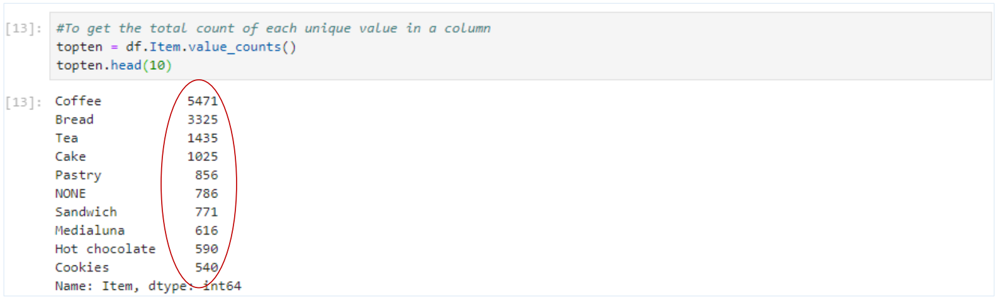 [13]: #To get the total count of each unique value in a column
topten = df.Item.value_counts()
topten.head(10)
[13]: Coffee 5471
Bread 3325
Tea 1435
Cake 1025
Pastry 856
NONE 786
Sandwich 771
Medialuna 616
Hot chocolate 590
Cookies 540
Name: Item, dtype: int64